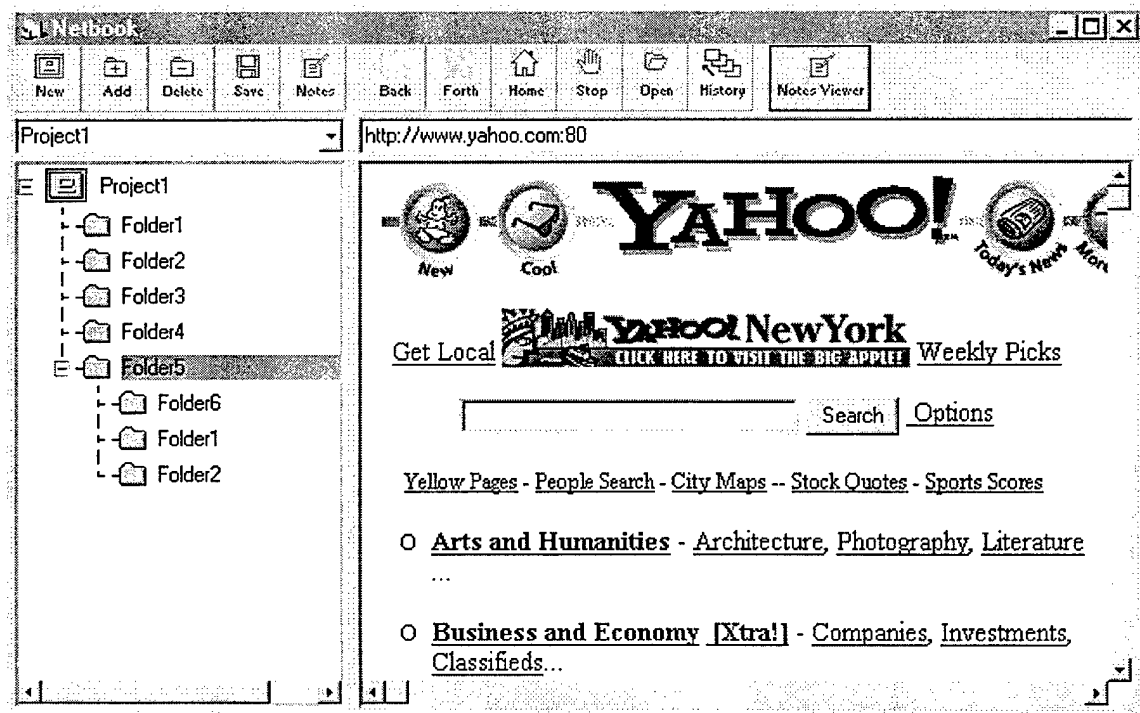 Netbook
New Add Delete Save Notes Back Forth Home Stop Open History Notes Viewer
Project1 http://www.yahoo.com:80
Project1
Folder1
Folder2
Folder3
Folder4
Folder5
Folder6
Folder1
Folder2
YAHOO!
New Cool Today's News More
Get Local YAHOO! NewYork Weekly Picks
CLICK HERE TO VISIT THE BIG APPLE!
Search Options
Yellow Pages - People Search - City Maps -- Stock Quotes - Sports Scores
Arts and Humanities - Architecture, Photography, Literature
...
Business and Economy [Xtra!] - Companies, Investments,
Classifieds...